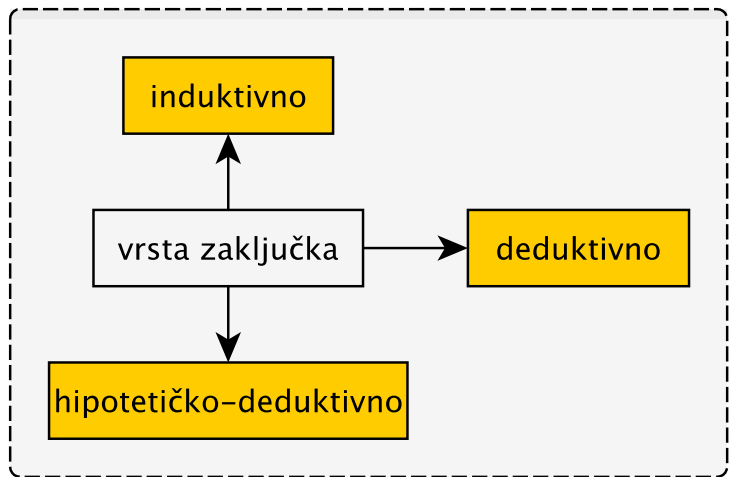 induktivno
vrsta zaključka
deduktivno
hipotetičko-deduktivno